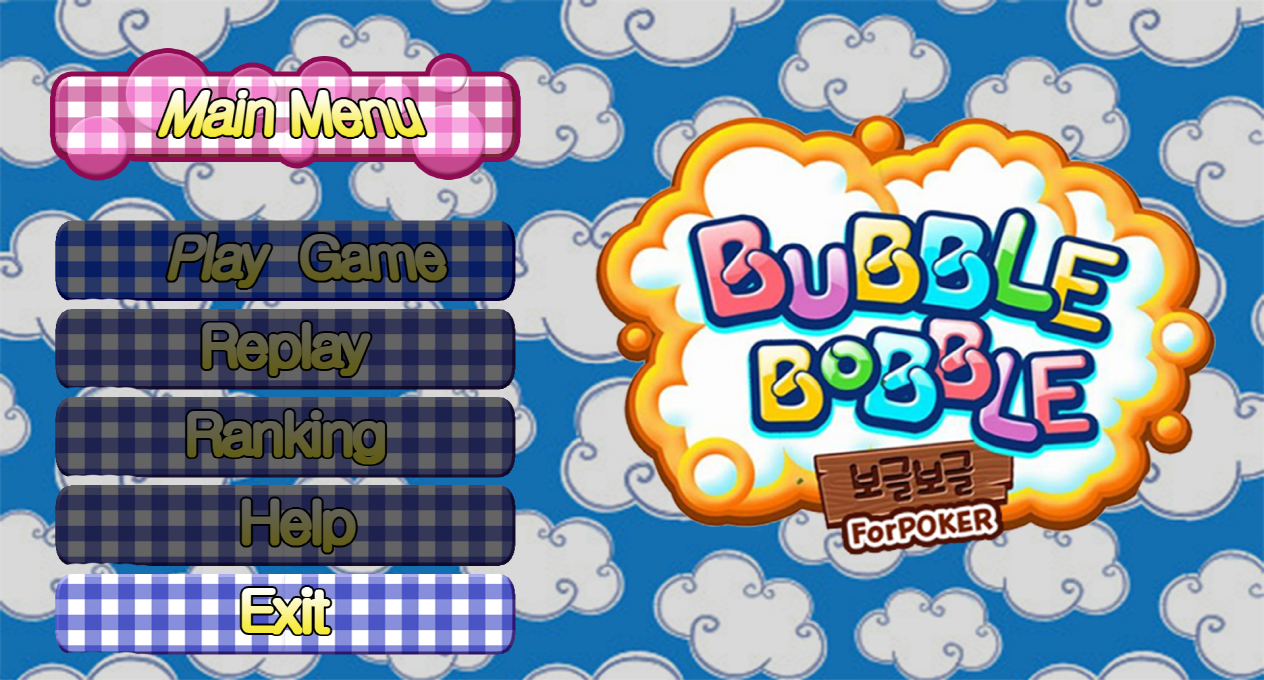 Main Menu
Play Game
Replay
Ranking
Help
Exit
BUBBLE
BOBBLE
보글보글
ForPOKER